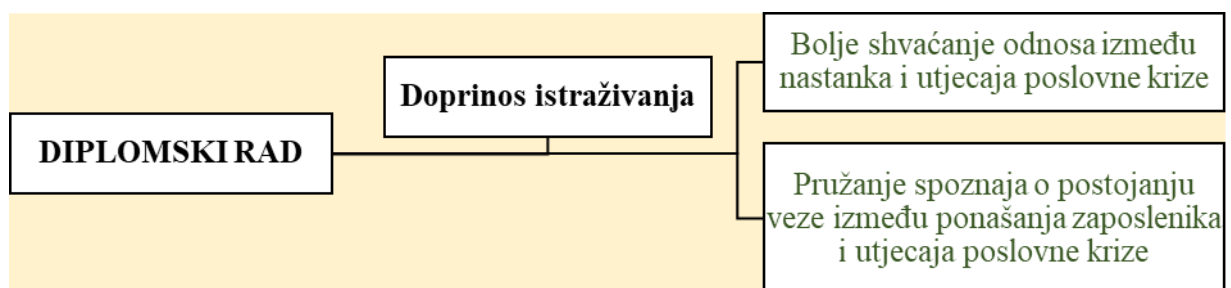 DIPLOMSKI RAD
Doprinos istraživanja
Bolje shvaćanje odnosa između
nastanka i utjecaja poslovne krize
Pružanje spoznaja o postojanju
veze između ponašanja zaposlenika
i utjecaja poslovne krize